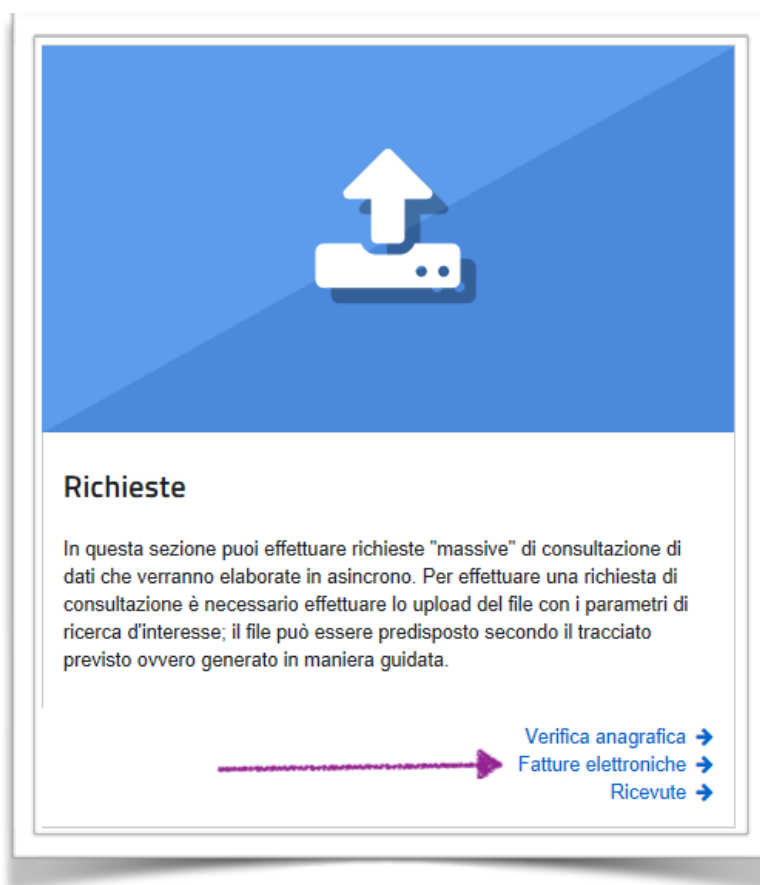 Richieste
In questa sezione puoi effettuare richieste "massive" di consultazione di
dati che verranno elaborate in asincrono. Per effettuare una richiesta di
consultazione è necessario effettuare lo upload del file con i parametri di
ricerca d'interesse; il file può essere predisposto secondo il tracciato
previsto ovvero generato in maniera guidata.
Verifica anagrafica
Fatture elettroniche
Ricevute